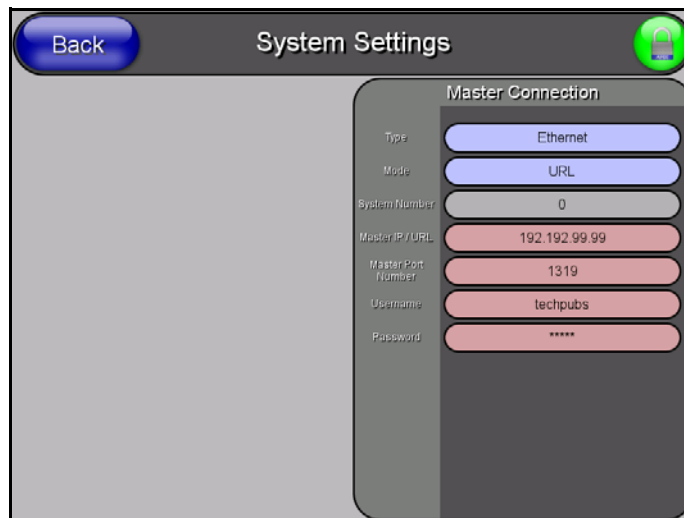 Back
System Settings
Master Connection
Type
Ethernet
Mode
URL
System Number
0
Master IP / URL
192.192.99.99
Master Port
Number
1319
Username
techpubs
Password
*****